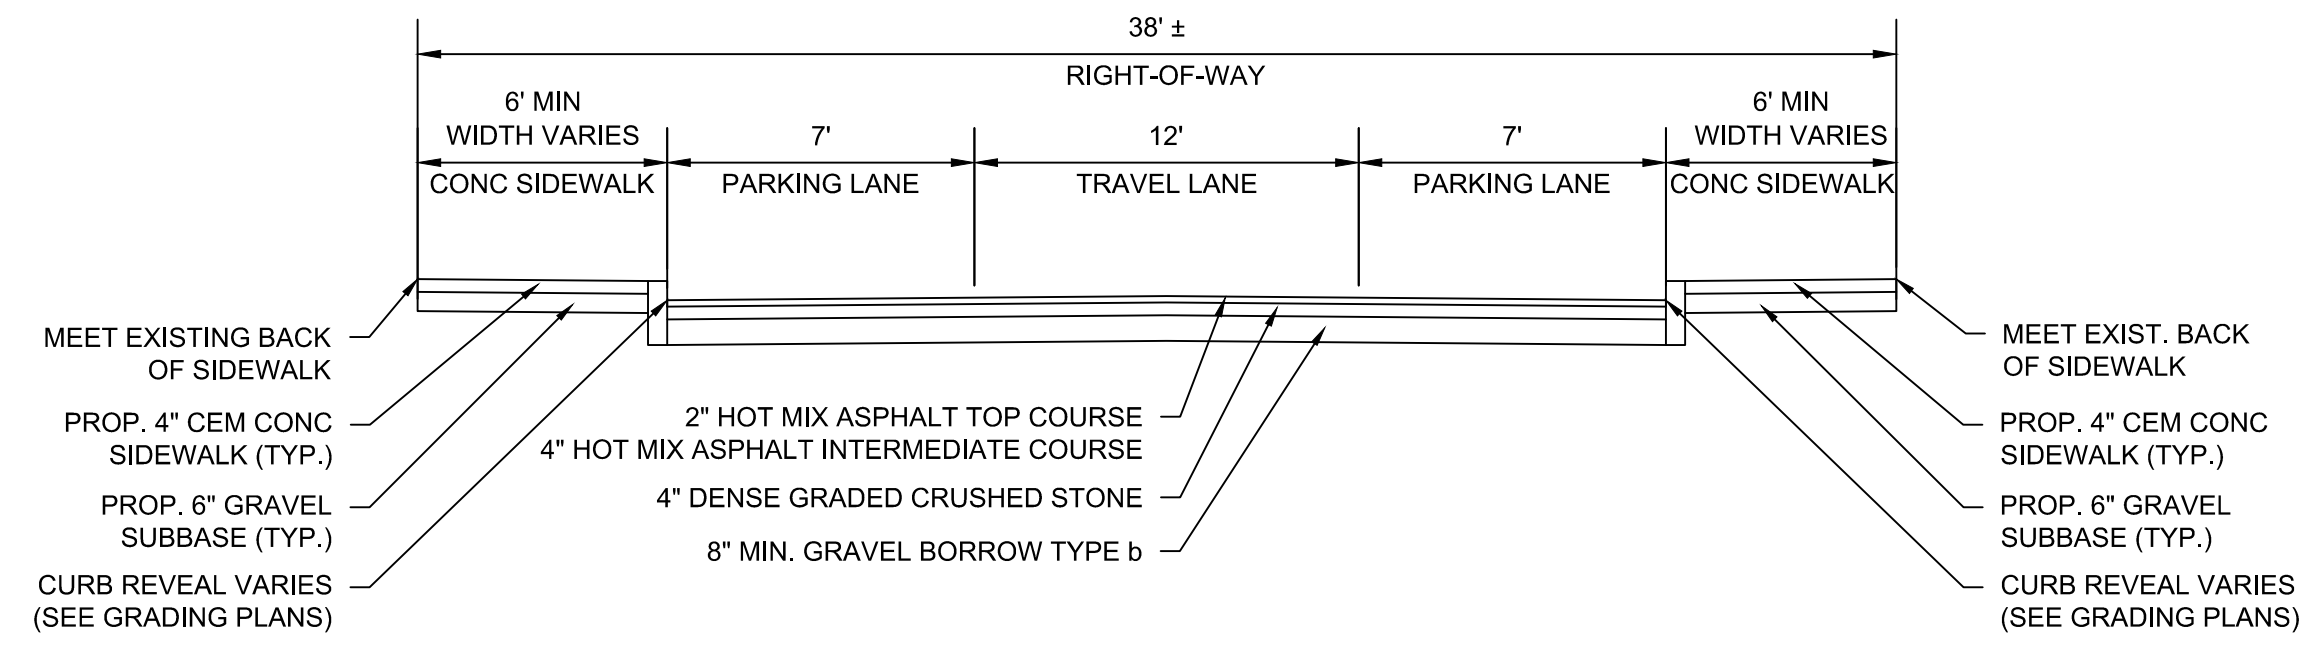 38' ±
RIGHT-OF-WAY
6' MIN
WIDTH VARIES
7'
12'
7'
6' MIN
WIDTH VARIES
CONC SIDEWALK
PARKING LANE
TRAVEL LANE
PARKING LANE
CONC SIDEWALK
MEET EXISTING BACK
OF SIDEWALK
PROP. 4" CEM CONC
SIDEWALK (TYP.)
PROP. 6" GRAVEL
SUBBASE (TYP.)
CURB REVEAL VARIES
(SEE GRADING PLANS)
2" HOT MIX ASPHALT TOP COURSE
4" HOT MIX ASPHALT INTERMEDIATE COURSE
4" DENSE GRADED CRUSHED STONE
8" MIN. GRAVEL BORROW TYPE b
MEET EXIST. BACK
OF SIDEWALK
PROP. 4" CEM CONC
SIDEWALK (TYP.)
PROP. 6" GRAVEL
SUBBASE (TYP.)
CURB REVEAL VARIES
(SEE GRADING PLANS)